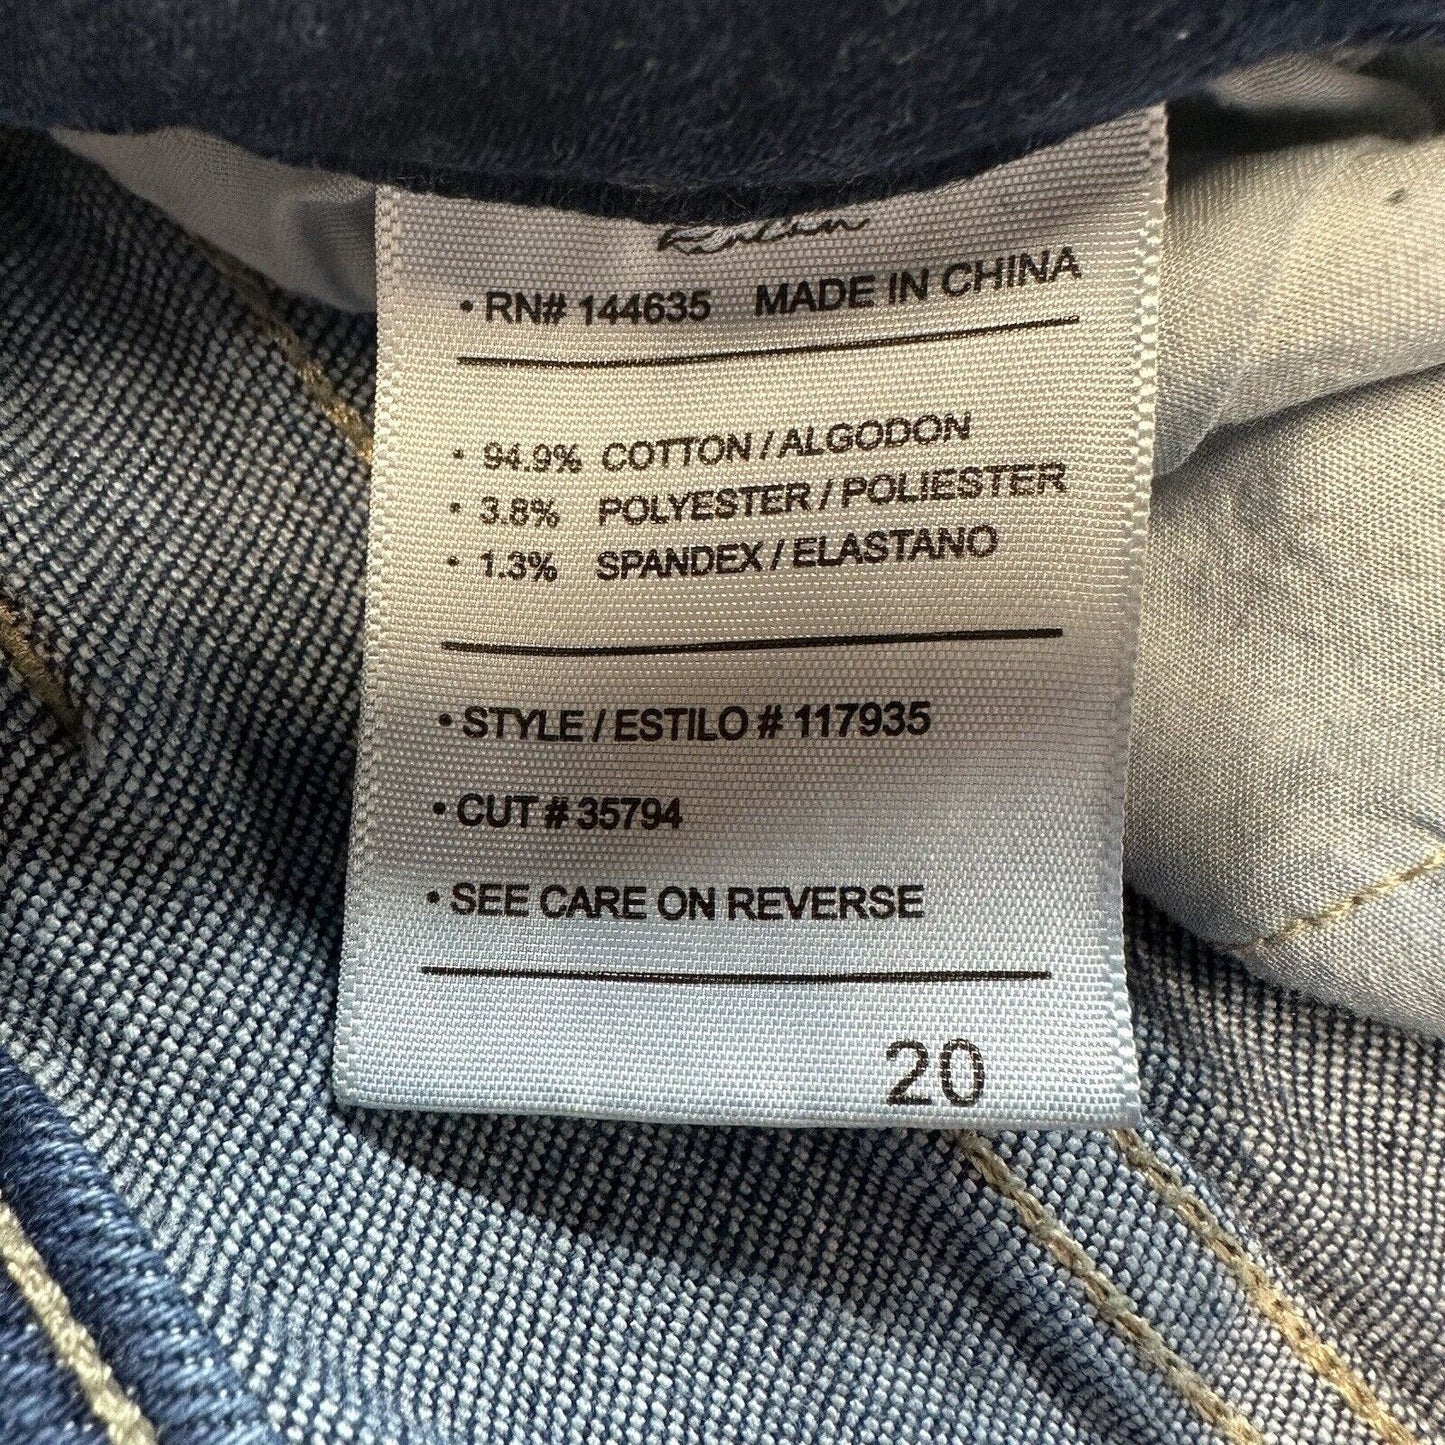 • RN# 144635 MADE IN CHINA
• 94.9% COTTON / ALGODON
• 3.8% POLYESTER / POLIESTER
• 1.3% SPANDEX / ELASTANO
• STYLE / ESTILO # 117935
• CUT # 35794
• SEE CARE ON REVERSE
20